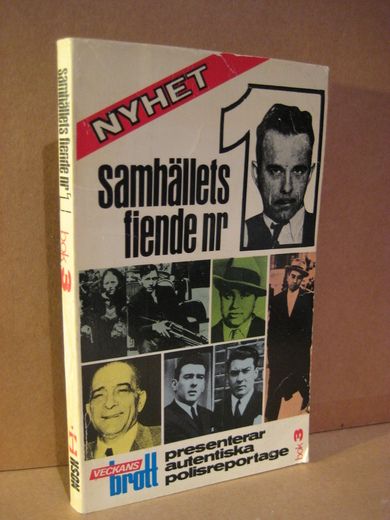 NYHET
1
samhällets
fiende nr
VECKANS
brott
presenterar
autentiska
polisreportage
bok 3
samhällets fiende nr 1
bok 3